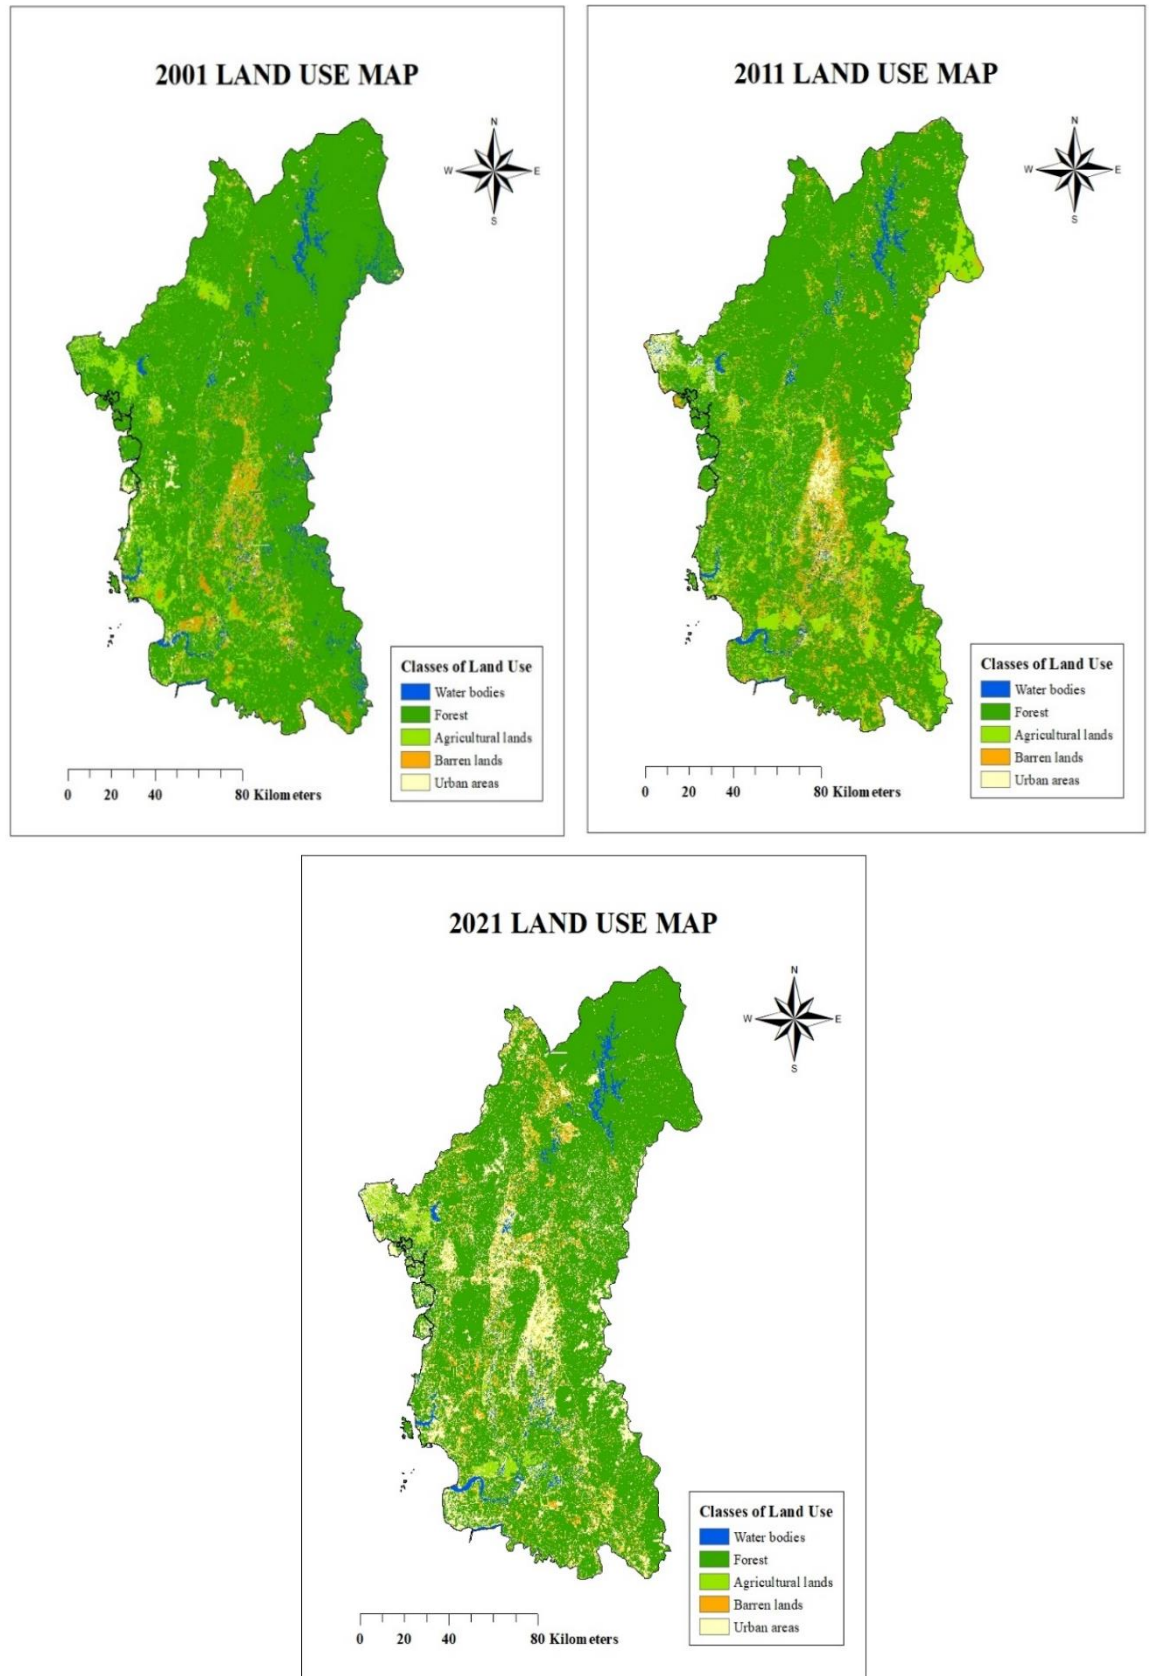 2001 LAND USE MAP
N
W E
S
Classes of Land Use
Water bodies
Forest
Agricultural lands
Barren lands
Urban areas
0 20 40 80 Kilometers
2011 LAND USE MAP
N
W E
S
Classes of Land Use
Water bodies
Forest
Agricultural lands
Barren lands
Urban areas
0 20 40 80 Kilometers
2021 LAND USE MAP
N
W E
S
Classes of Land Use
Water bodies
Forest
Agricultural lands
Barren lands
Urban areas
0 20 40 80 Kilometers